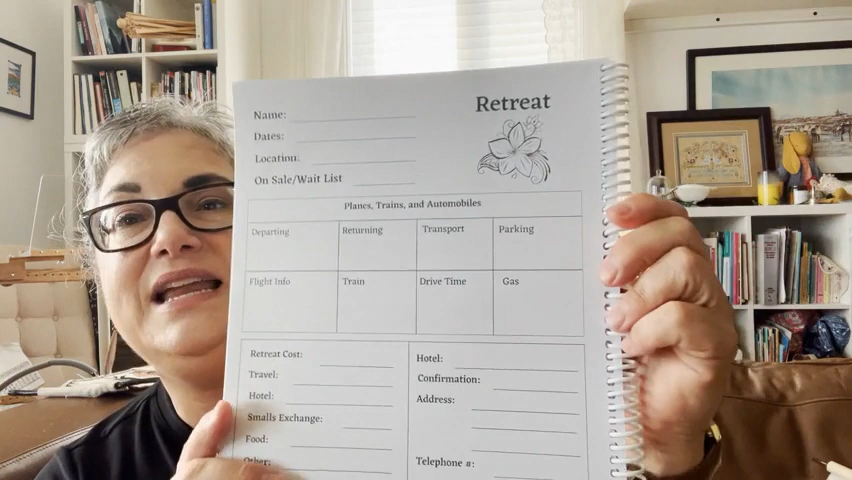 Retreat
Name:
Dates:
Location:
On Sale/Wait List
Planes, Trains, and Automobiles
Departing Returning Transport Parking
Flight Info Train Drive Time Gas
Retreat Cost:
Travel:
Hotel:
Smalls Exchange:
Food:
Other:
Hotel:
Confirmation:
Address:
Telephone #: